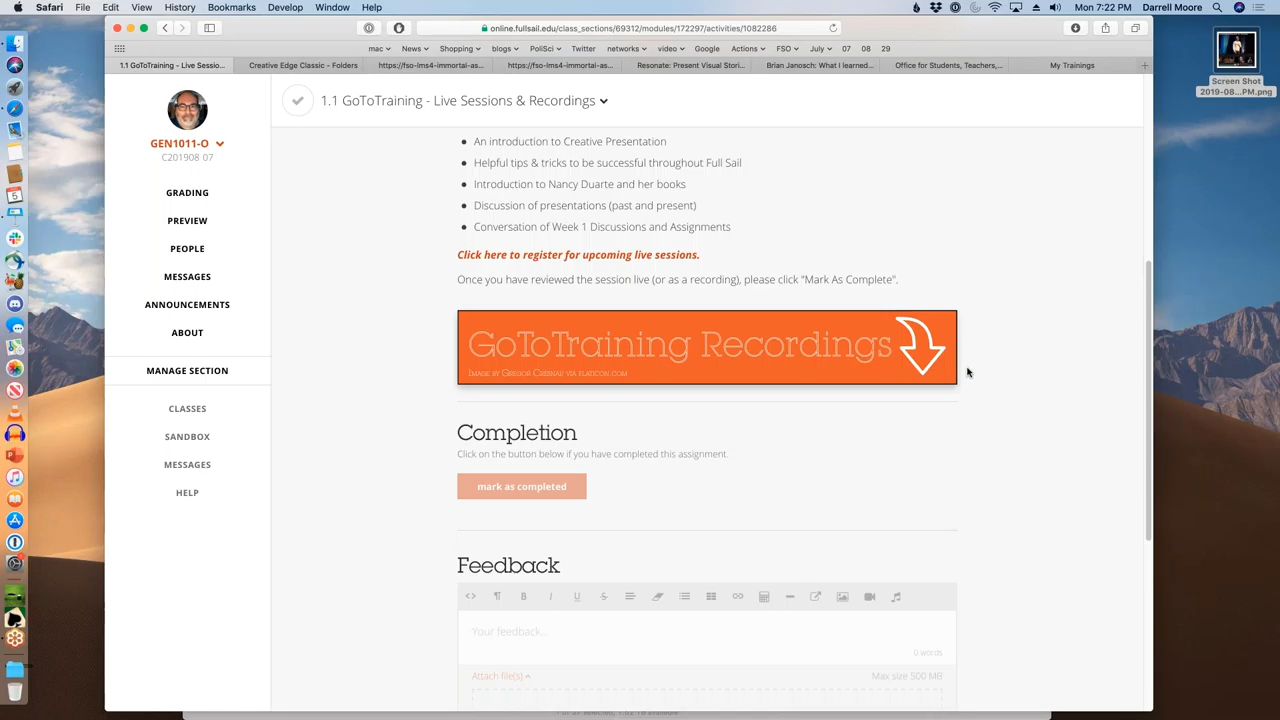 Safari File Edit View History Bookmarks Develop Window Help
Mon 7:22 PM Darrell Moore
online.fullsail.edu/class_sections/69312/modules/172297/activities/1082286
mac News Shopping blogs PoliSci Twitter networks video Google Actions FSO July 07 08 29
1.1 GoToTraining - Live Sessio... Creative Edge Classic - Folders https://fso-lms4-immortal-as... https://fso-lms4-immortal-as... Resonate: Present Visual Stori... Brian Janosch: What I learned... Office for Students, Teachers,... My Trainings
Screen Shot
2019-08...PM.png
1.1 GoToTraining - Live Sessions & Recordings
GEN1011-O
C201908 07
GRADING
PREVIEW
PEOPLE
MESSAGES
ANNOUNCEMENTS
ABOUT
MANAGE SECTION
CLASSES
SANDBOX
MESSAGES
HELP
An introduction to Creative Presentation
Helpful tips & tricks to be successful throughout Full Sail
Introduction to Nancy Duarte and her books
Discussion of presentations (past and present)
Conversation of Week 1 Discussions and Assignments
Click here to register for upcoming live sessions.
Once you have reviewed the session live (or as a recording), please click "Mark As Complete".
GoToTraining Recordings
Completion
Click on the button below if you have completed this assignment.
mark as completed
Feedback
Your feedback...
0 words
Attach file(s)
Max size 500 MB